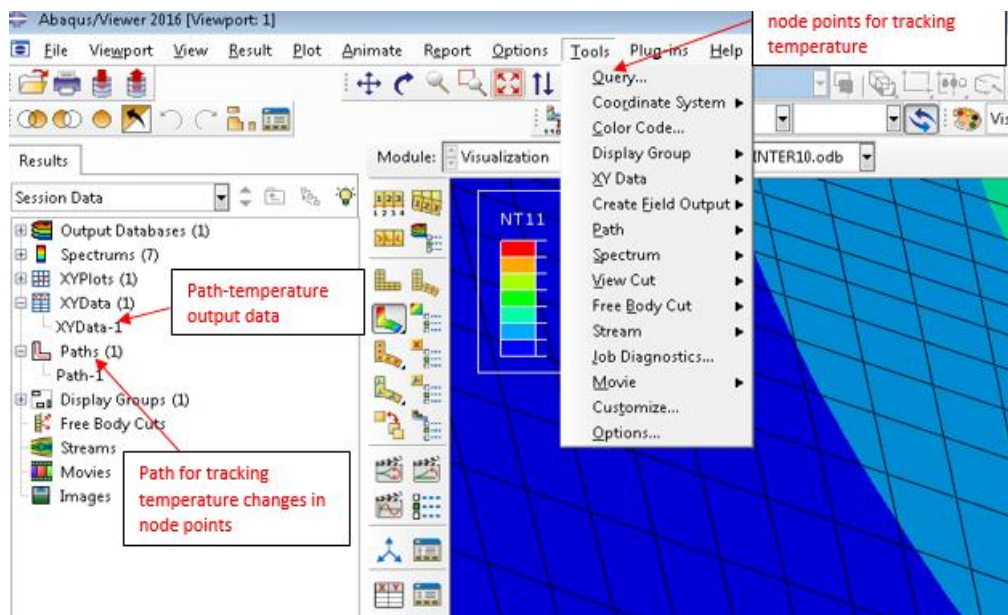 Abaqus/Viewer 2016 [Viewport: 1]
node points for tracking
temperature
File Viewport View Result Plot Animate Report Options Tools Plug-ins Help
Query...
Coordinate System
Color Code...
Display Group
XY Data
Create Field Output
Path
Spectrum
View Cut
Free Body Cut
Stream
Job Diagnostics...
Movie
Customize...
Options...
Results
Module: Visualization
INTER10.odb
Session Data
Output Databases (1)
Spectrums (7)
XYPlots (1)
XYData (1)
XYData-1
Paths (1)
Path-1
Display Groups (1)
Free Body Cuts
Streams
Movies
Images
Path-temperature
output data
Path for tracking
temperature changes in
node points
NT11